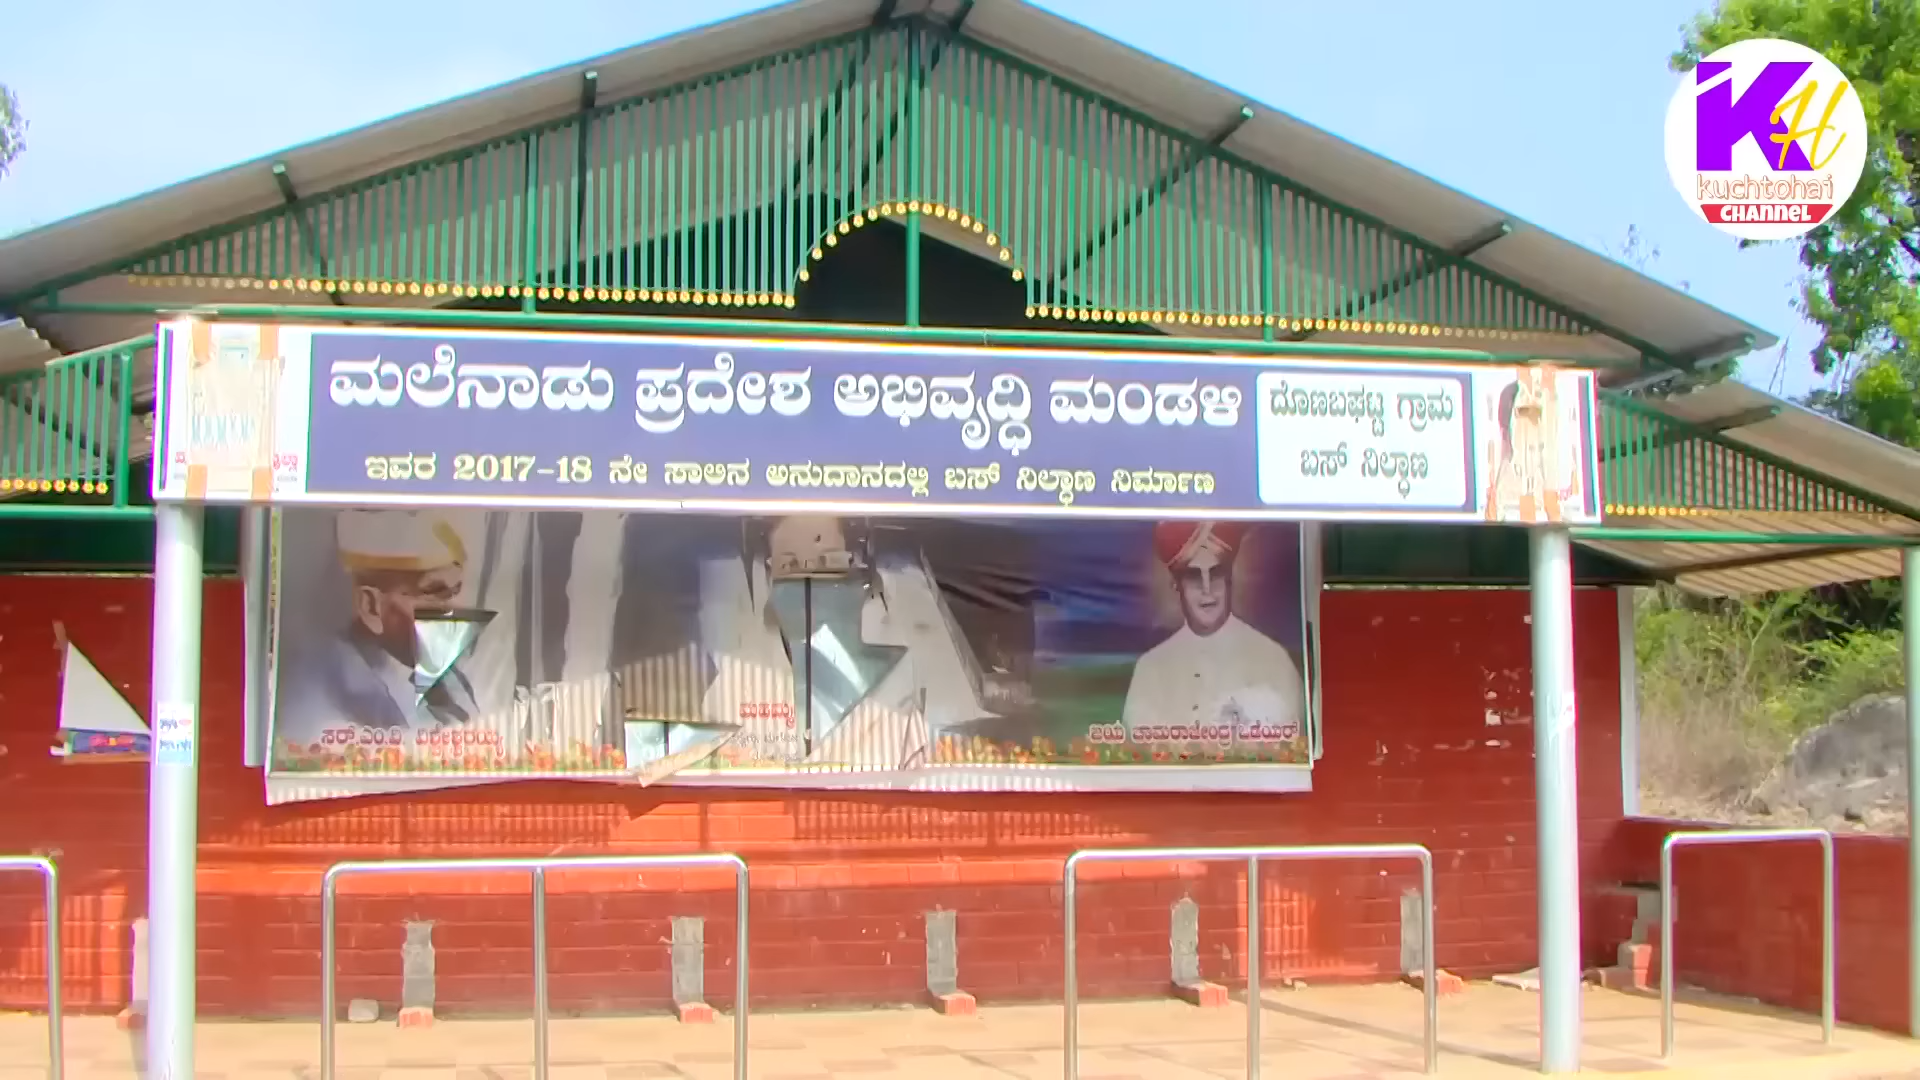 KH
kuchtohai
CHANNEL
ಮಲೆನಾಡು ಪ್ರದೇಶ ಅಭಿವೃದ್ಧಿ ಮಂಡಳಿ
ಇವರ 2017-18 ನೇ ಸಾಲಿನ ಅನುದಾನದಲ್ಲಿ ಬಸ್ ನಿಲ್ದಾಣ ನಿರ್ಮಾಣ
ದೊಣಬಘಟ್ಟ ಗ್ರಾಮ
ಬಸ್ ನಿಲ್ದಾಣ
ಸರ್.ಎಂ.ವಿ. ವಿಶ್ವೇಶ್ವರಯ್ಯ
ಜಯ ಚಾಮರಾಜೇಂದ್ರ ಒಡೆಯರ್